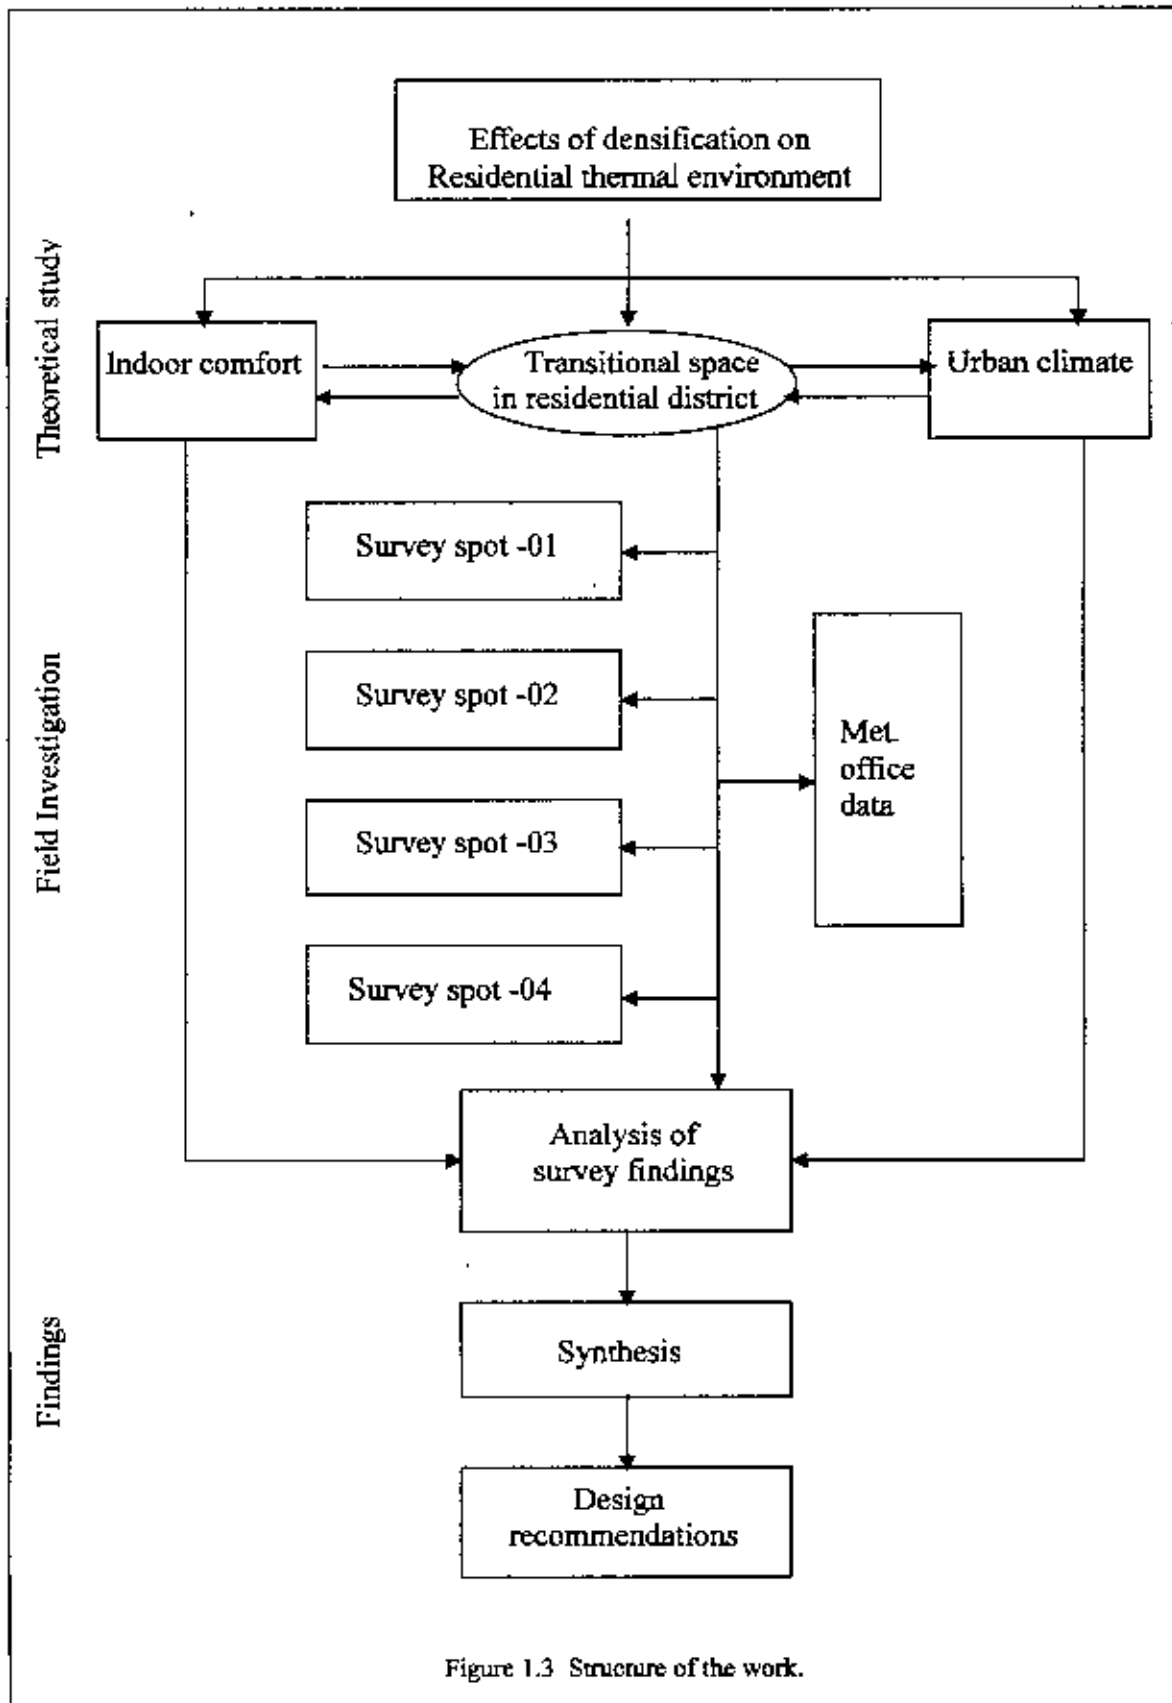 Effects of densification on
Residential thermal environment
Theoretical study
Indoor comfort
Transitional space
in residential district
Urban climate
Survey spot -01
Field Investigation
Survey spot -02
Met.
office
data
Survey spot -03
Survey spot -04
Analysis of
survey findings
Findings
Synthesis
Design
recommendations
Figure 1.3 Structure of the work.